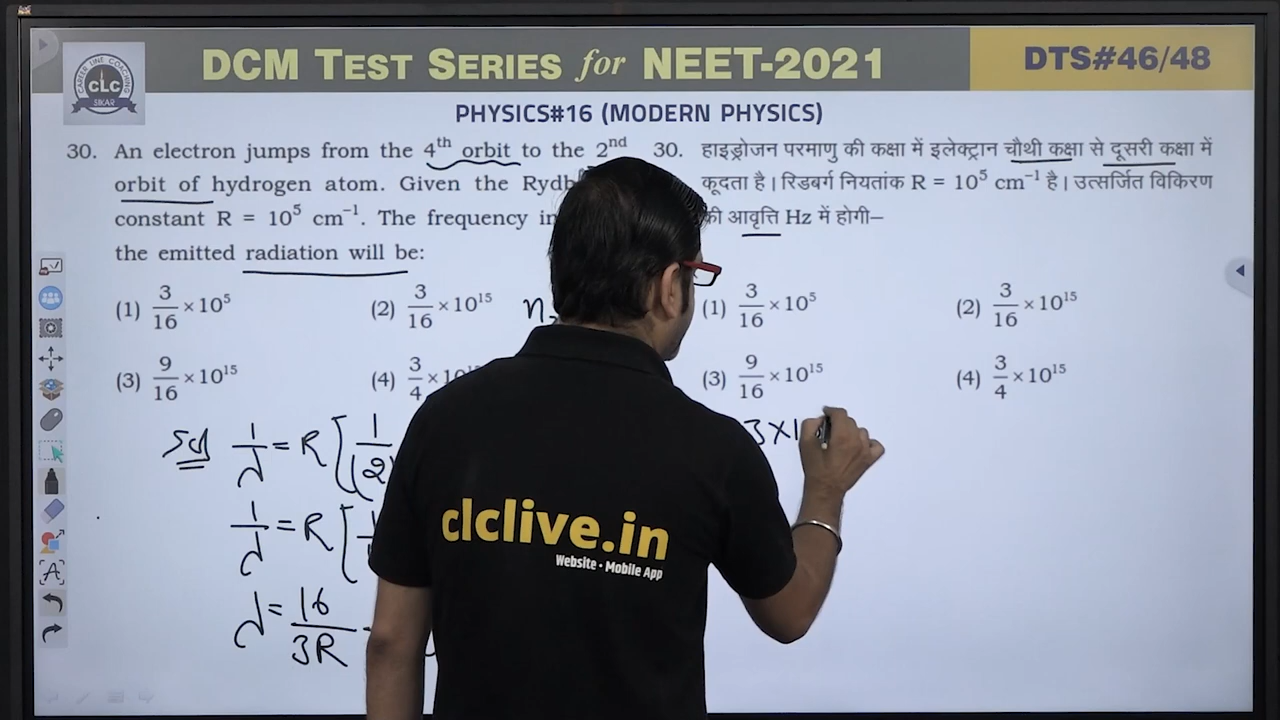 DCM TEST SERIES for NEET-2021
DTS#46/48
CAREER LINE COACHING
CLC
SIKAR
PHYSICS#16 (MODERN PHYSICS)
30. An electron jumps from the 4th orbit to the 2nd
orbit of hydrogen atom. Given the
constant R = 10⁵ cm⁻¹. The frequency in
the emitted radiation will be:
(1) 3/16 × 10⁵ (2) 3/16 × 10¹⁵
(3) 9/16 × 10¹⁵ (4) 3/4 ×
30. हाइड्रोजन परमाणु की कक्षा में इलेक्ट्रान चौथी कक्षा से दूसरी कक्षा में
कूदता है। रिडबर्ग नियतांक R = 10⁵ cm⁻¹ है। उत्सर्जित विकिरण
की आवृत्ति Hz में होगी–
(1) 3/16 × 10⁵ (2) 3/16 × 10¹⁵
(3) 9/16 × 10¹⁵ (4) 3/4 × 10¹⁵
Sol 1/λ = R [1/(2)
1/λ = R [
λ = 16/3R
3×1
clclive.in
Website • Mobile App